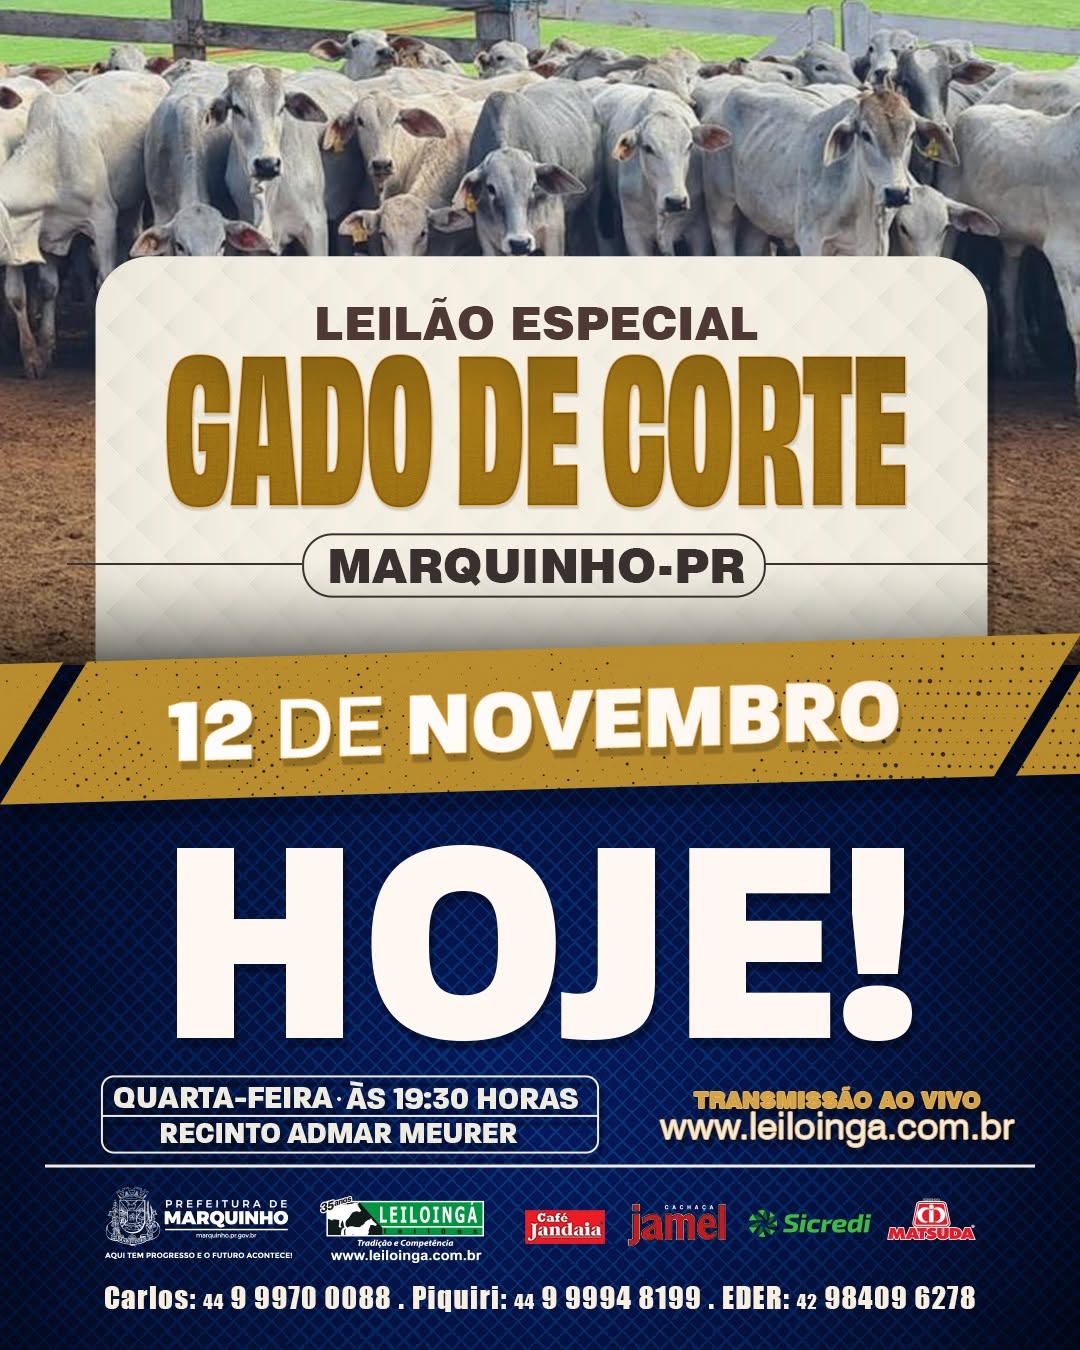 LEILÃO ESPECIAL
GADO DE CORTE
MARQUINHO-PR
12 DE NOVEMBRO
HOJE!
QUARTA-FEIRA · ÀS 19:30 HORAS
RECINTO ADMAR MEURER
TRANSMISSÃO AO VIVO
www.leiloinga.com.br
PREFEITURA DE
MARQUINHO
marquinho.pr.gov.br
AQUI TEM PROGRESSO E O FUTURO ACONTECE!
35 anos
LEILOINGÁ
Tradição e Competência
www.leiloinga.com.br
Café
Jandaia
CACHAÇA
jamel
Sicredi
MATSUDA
Carlos: 44 9 9970 0088 . Piquiri: 44 9 9994 8199 . EDER: 42 98409 6278